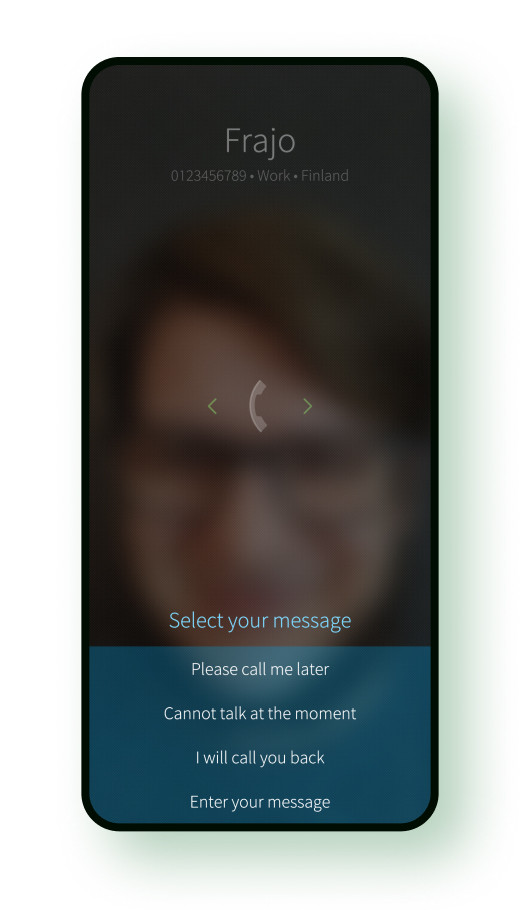 Frajo
0123456789 • Work • Finland
Select your message
Please call me later
Cannot talk at the moment
I will call you back
Enter your message